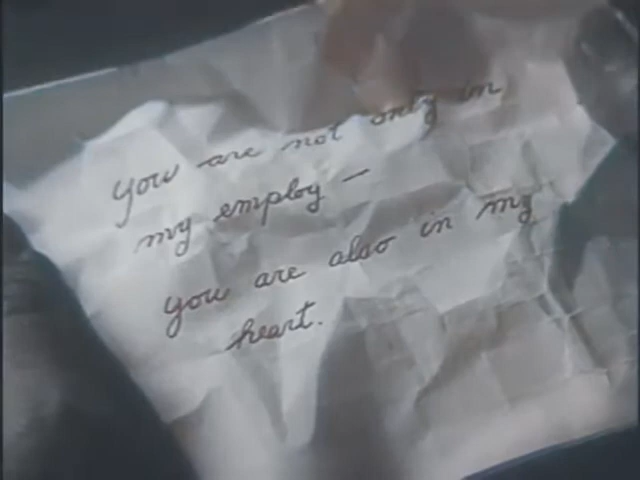 you are not only in
my employ —
you are also in my
heart.